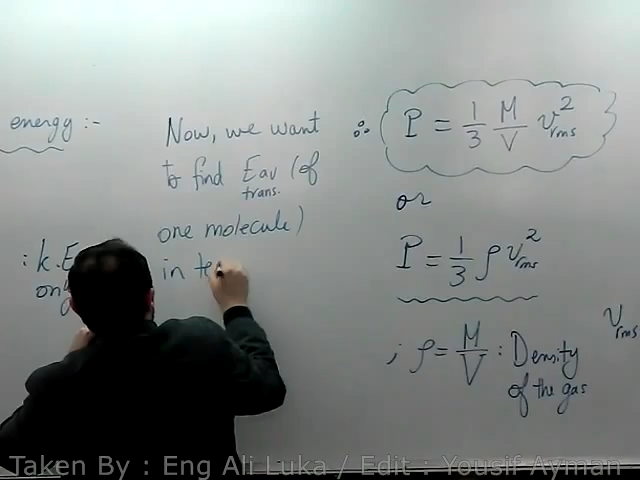 energy :-
: k.E
Now, we want
to find Eav (of
trans.
one molecule)
in te
∴ P = 1/3 M/V v²rms
or
P = 1/3 ρ v²rms
; ρ = M/V : Density
of the gas
vrms
Taken By : Eng Ali Luka / Edit : Yousif Ayman